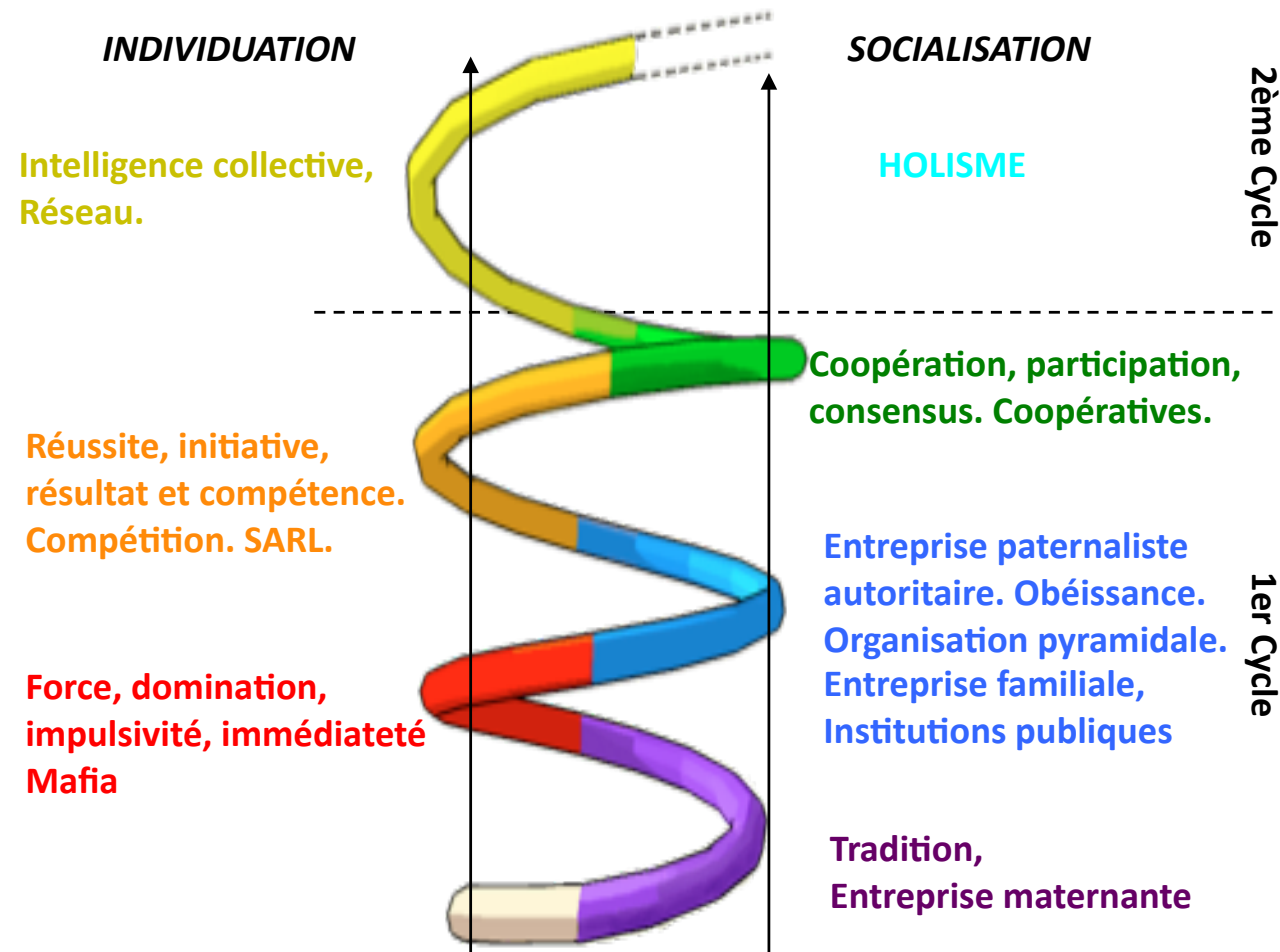 INDIVIDUATION
SOCIALISATION
2ème Cycle
Intelligence collective,
Réseau.
HOLISME
Coopération, participation,
consensus. Coopératives.
Réussite, initiative,
résultat et compétence.
Compétition. SARL.
Entreprise paternaliste
autoritaire. Obéissance.
Organisation pyramidale.
Entreprise familiale,
Institutions publiques
1er Cycle
Force, domination,
impulsivité, immédiateté
Mafia
Tradition,
Entreprise maternante